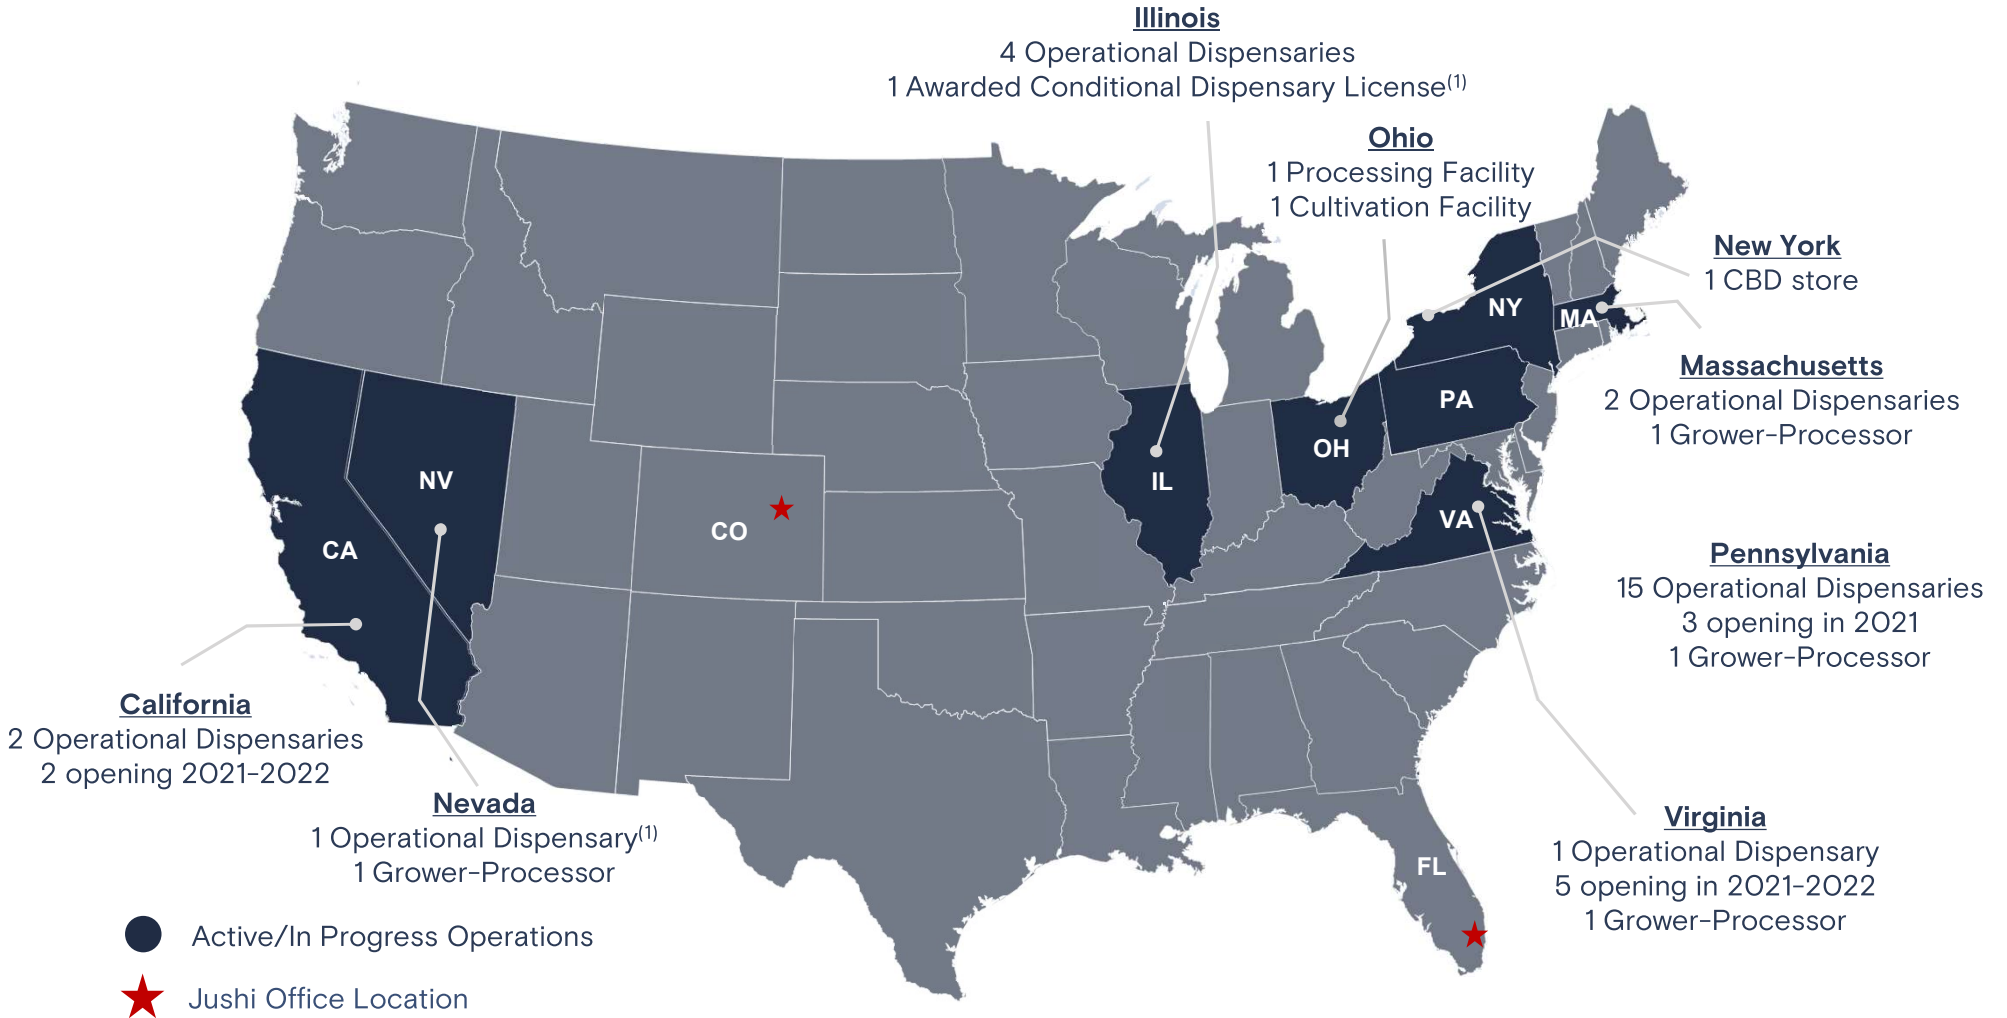 Illinois
4 Operational Dispensaries
1 Awarded Conditional Dispensary License(1)
Ohio
1 Processing Facility
1 Cultivation Facility
New York
1 CBD store
NY
MA
Massachusetts
2 Operational Dispensaries
1 Grower-Processor
PA
OH
IL
NV
CO
CA
VA
Pennsylvania
15 Operational Dispensaries
3 opening in 2021
1 Grower-Processor
California
2 Operational Dispensaries
2 opening 2021-2022
Nevada
1 Operational Dispensary(1)
1 Grower-Processor
Virginia
1 Operational Dispensary
5 opening in 2021-2022
1 Grower-Processor
FL
Active/In Progress Operations
Jushi Office Location